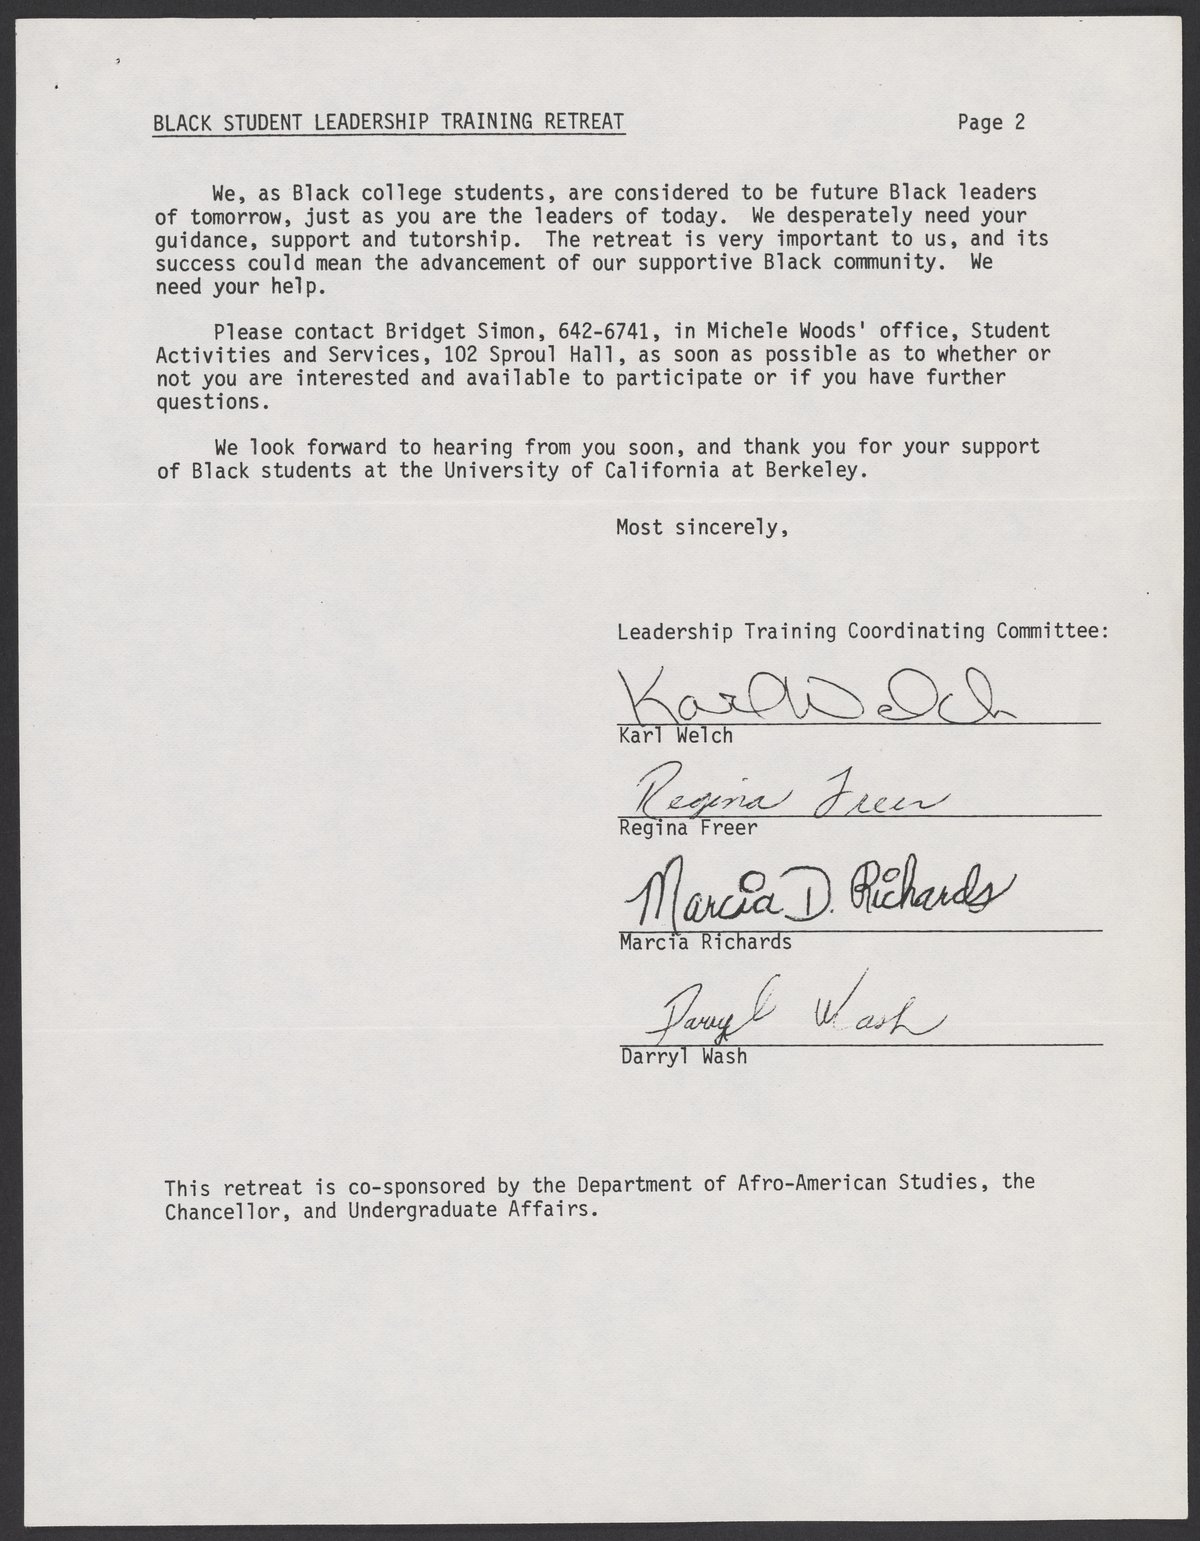 BLACK STUDENT LEADERSHIP TRAINING RETREAT Page 2
We, as Black college students, are considered to be future Black leaders
of tomorrow, just as you are the leaders of today. We desperately need your
guidance, support and tutorship. The retreat is very important to us, and its
success could mean the advancement of our supportive Black community. We
need your help.
Please contact Bridget Simon, 642-6741, in Michele Woods' office, Student
Activities and Services, 102 Sproul Hall, as soon as possible as to whether or
not you are interested and available to participate or if you have further
questions.
We look forward to hearing from you soon, and thank you for your support
of Black students at the University of California at Berkeley.
Most sincerely,
Leadership Training Coordinating Committee:
Karl Welch
Karl Welch
Regina Freer
Regina Freer
Marcia D. Richards
Marcia Richards
Darryl Wash
Darryl Wash
This retreat is co-sponsored by the Department of Afro-American Studies, the
Chancellor, and Undergraduate Affairs.